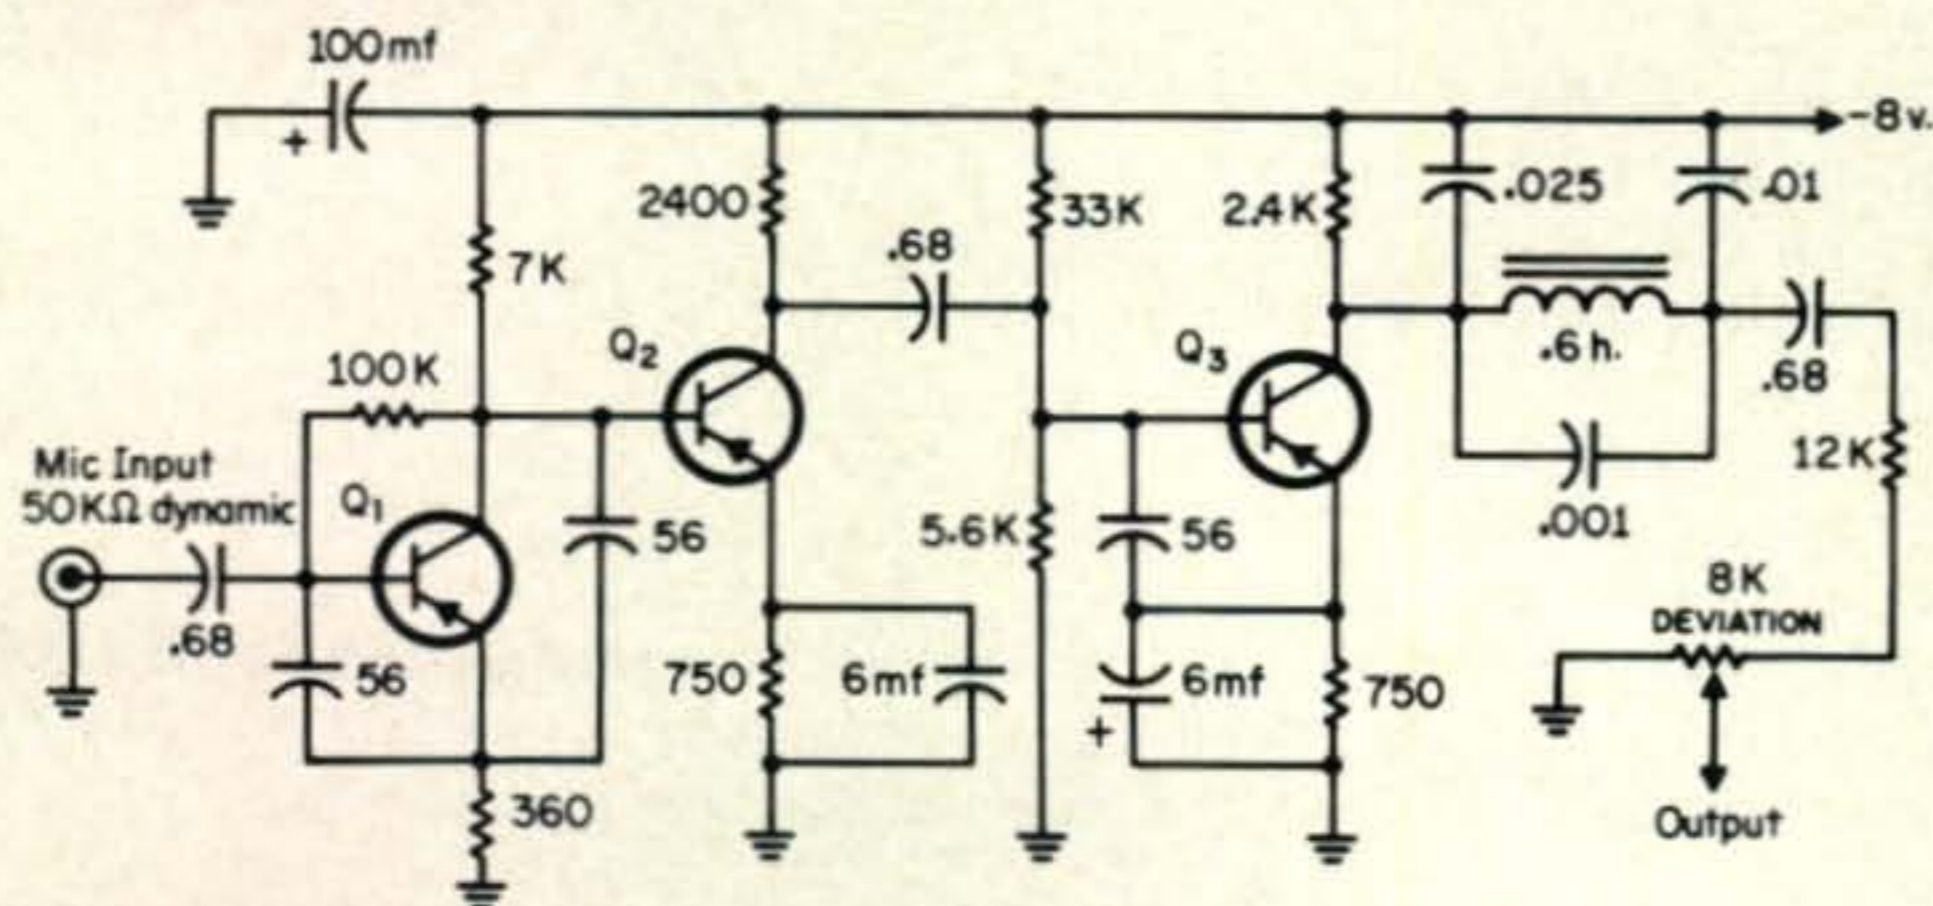 100mf
+
-8 v.
2400
33K
2.4K
.025
.01
7K
.68
.6 h.
.68
100K
Q2
Q3
12K
.001
Mic Input
50KΩ dynamic
Q1
56
5.6K
56
.68
56
750
6mf
6mf
+
750
8K
DEVIATION
360
Output